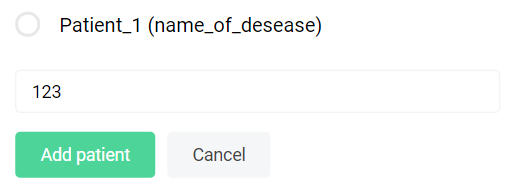 Patient_1 (name_of_desease)
123
Add patient
Cancel